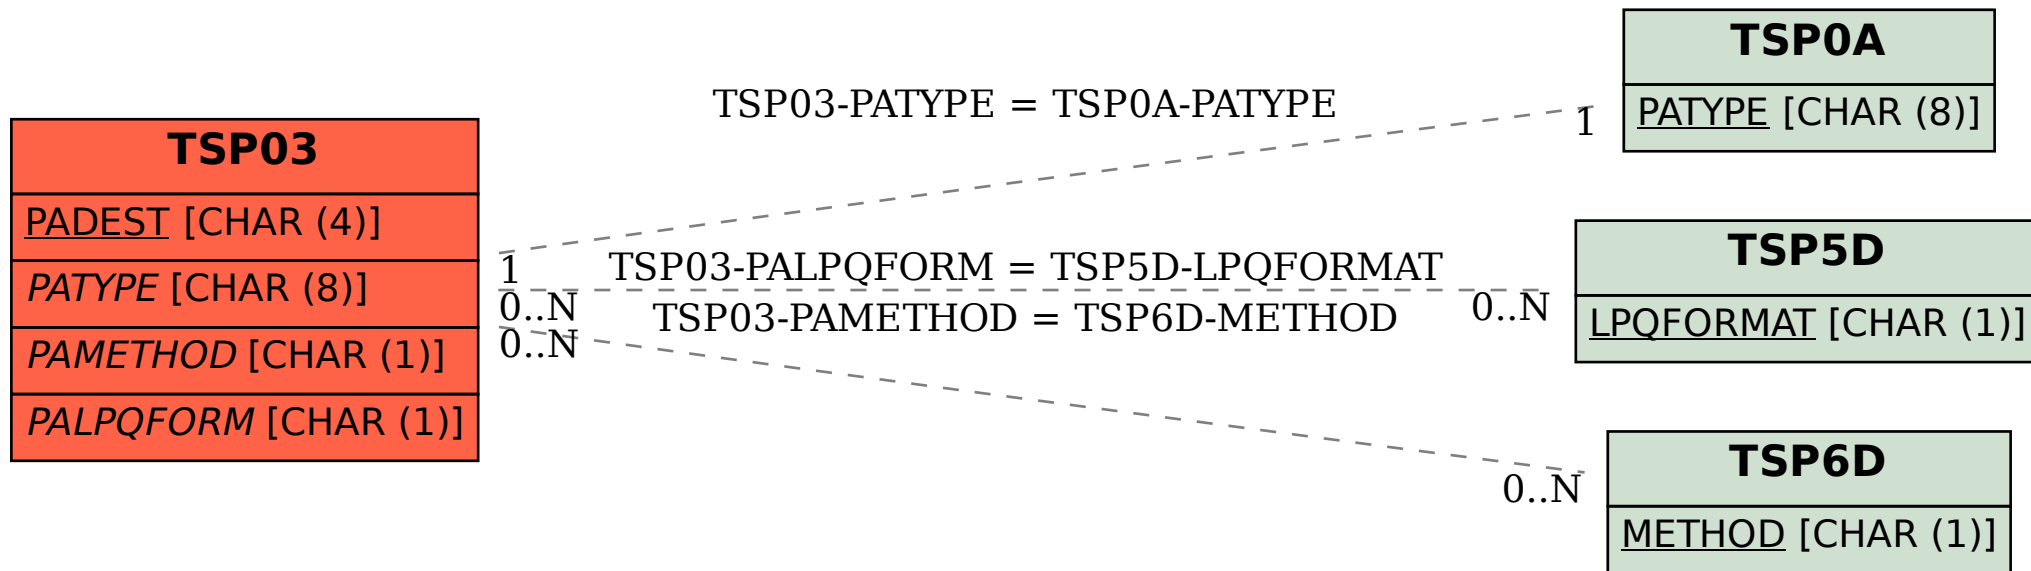 TSP03
PADEST [CHAR (4)]
PATYPE [CHAR (8)]
PAMETHOD [CHAR (1)]
PALPQFORM [CHAR (1)]
TSP03-PATYPE = TSP0A-PATYPE
1
1
TSP03-PALPQFORM = TSP5D-LPQFORMAT
0..N
0..N
TSP03-PAMETHOD = TSP6D-METHOD
0..N
0..N
TSP0A
PATYPE [CHAR (8)]
TSP5D
LPQFORMAT [CHAR (1)]
TSP6D
METHOD [CHAR (1)]